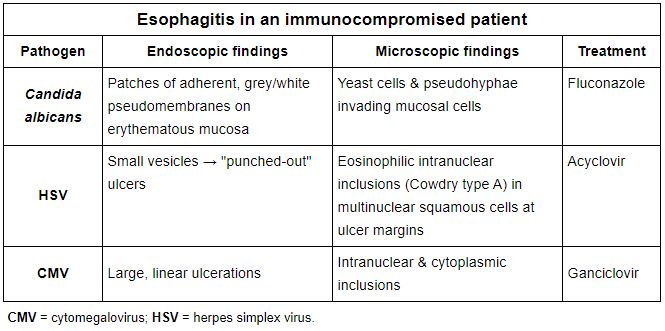 Esophagitis in an immunocompromised patient
Pathogen Endoscopic findings Microscopic findings Treatment
Candida albicans
Patches of adherent, grey/white
pseudomembranes on
erythematous mucosa
Yeast cells & pseudohyphae
invading mucosal cells
Fluconazole
HSV
Small vesicles → "punched-out"
ulcers
Eosinophilic intranuclear
inclusions (Cowdry type A) in
multinuclear squamous cells at
ulcer margins
Acyclovir
CMV
Large, linear ulcerations
Intranuclear & cytoplasmic
inclusions
Ganciclovir
CMV = cytomegalovirus; HSV = herpes simplex virus.